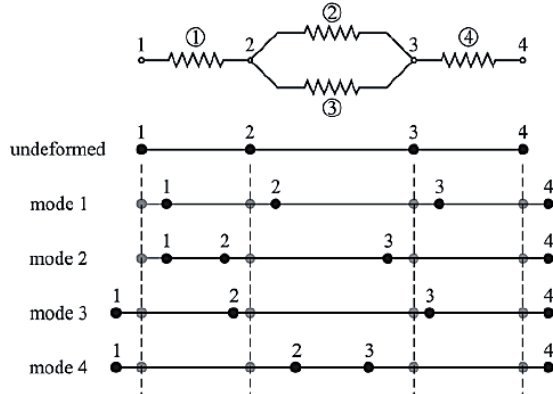 ②
1 ① 2 3 ④ 4
③
1 2 3 4
undeformed
1 2 3 4
mode 1
1 2 3 4
mode 2
1 2 3 4
mode 3
1 2 3 4
mode 4